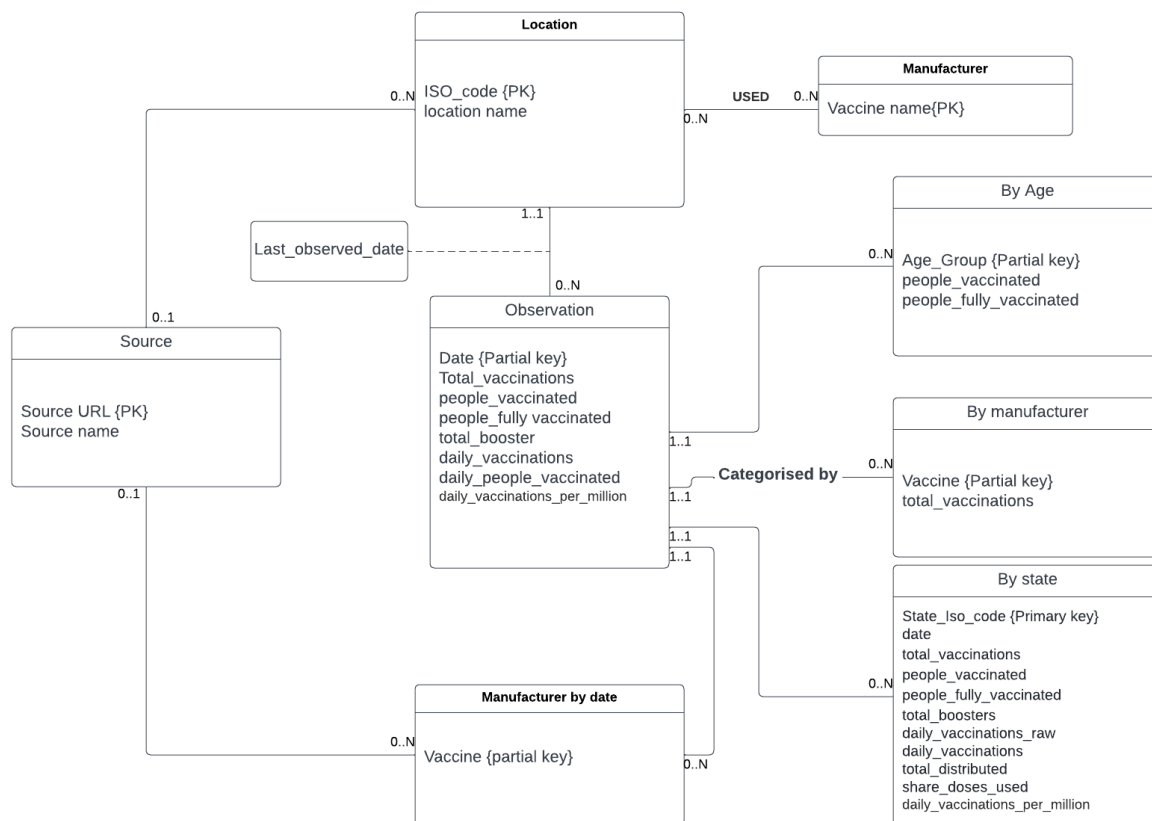 Location
ISO_code {PK}
location name
0..N
USED
0..N
0..N
Manufacturer
Vaccine name{PK}
1..1
Last_observed_date
0..N
By Age
0..N
Age_Group {Partial key}
people_vaccinated
people_fully_vaccinated
0..1
Source
Source URL {PK}
Source name
0..1
Observation
Date {Partial key}
Total_vaccinations
people_vaccinated
people_fully vaccinated
total_booster
daily_vaccinations
daily_people_vaccinated
daily_vaccinations_per_million
1..1
Categorised by
0..N
1..1
1..1
1..1
By manufacturer
Vaccine {Partial key}
total_vaccinations
By state
State_Iso_code {Primary key}
date
total_vaccinations
people_vaccinated
0..N
people_fully_vaccinated
total_boosters
daily_vaccinations_raw
daily_vaccinations
total_distributed
share_doses_used
daily_vaccinations_per_million
Manufacturer by date
0..N
Vaccine {partial key}
0..N